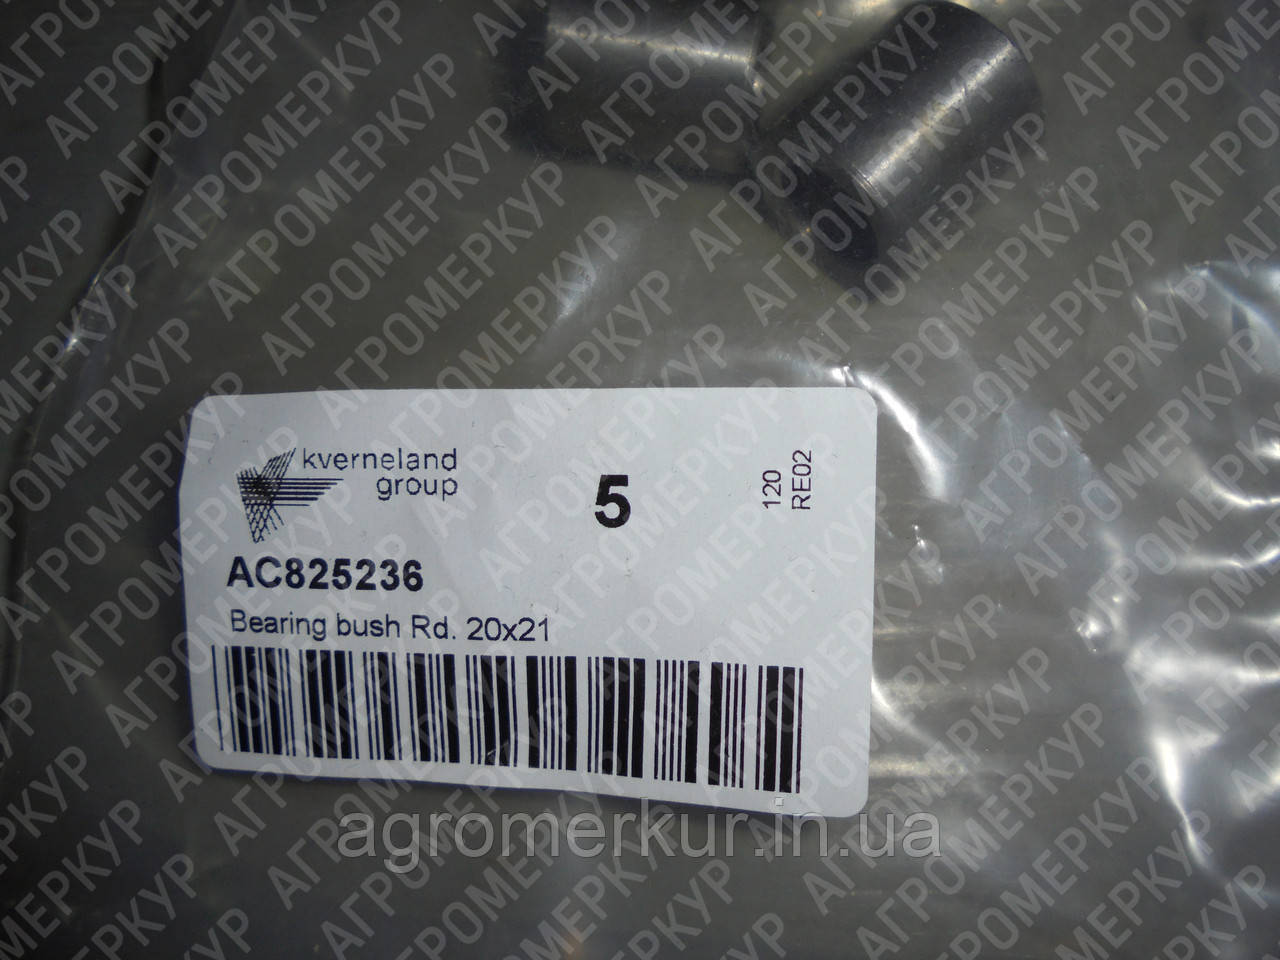 kverneland
group
5
120
RE02
AC825236
Bearing bush Rd. 20x21
agromerkur.in.ua
АГРОМЕРКУР